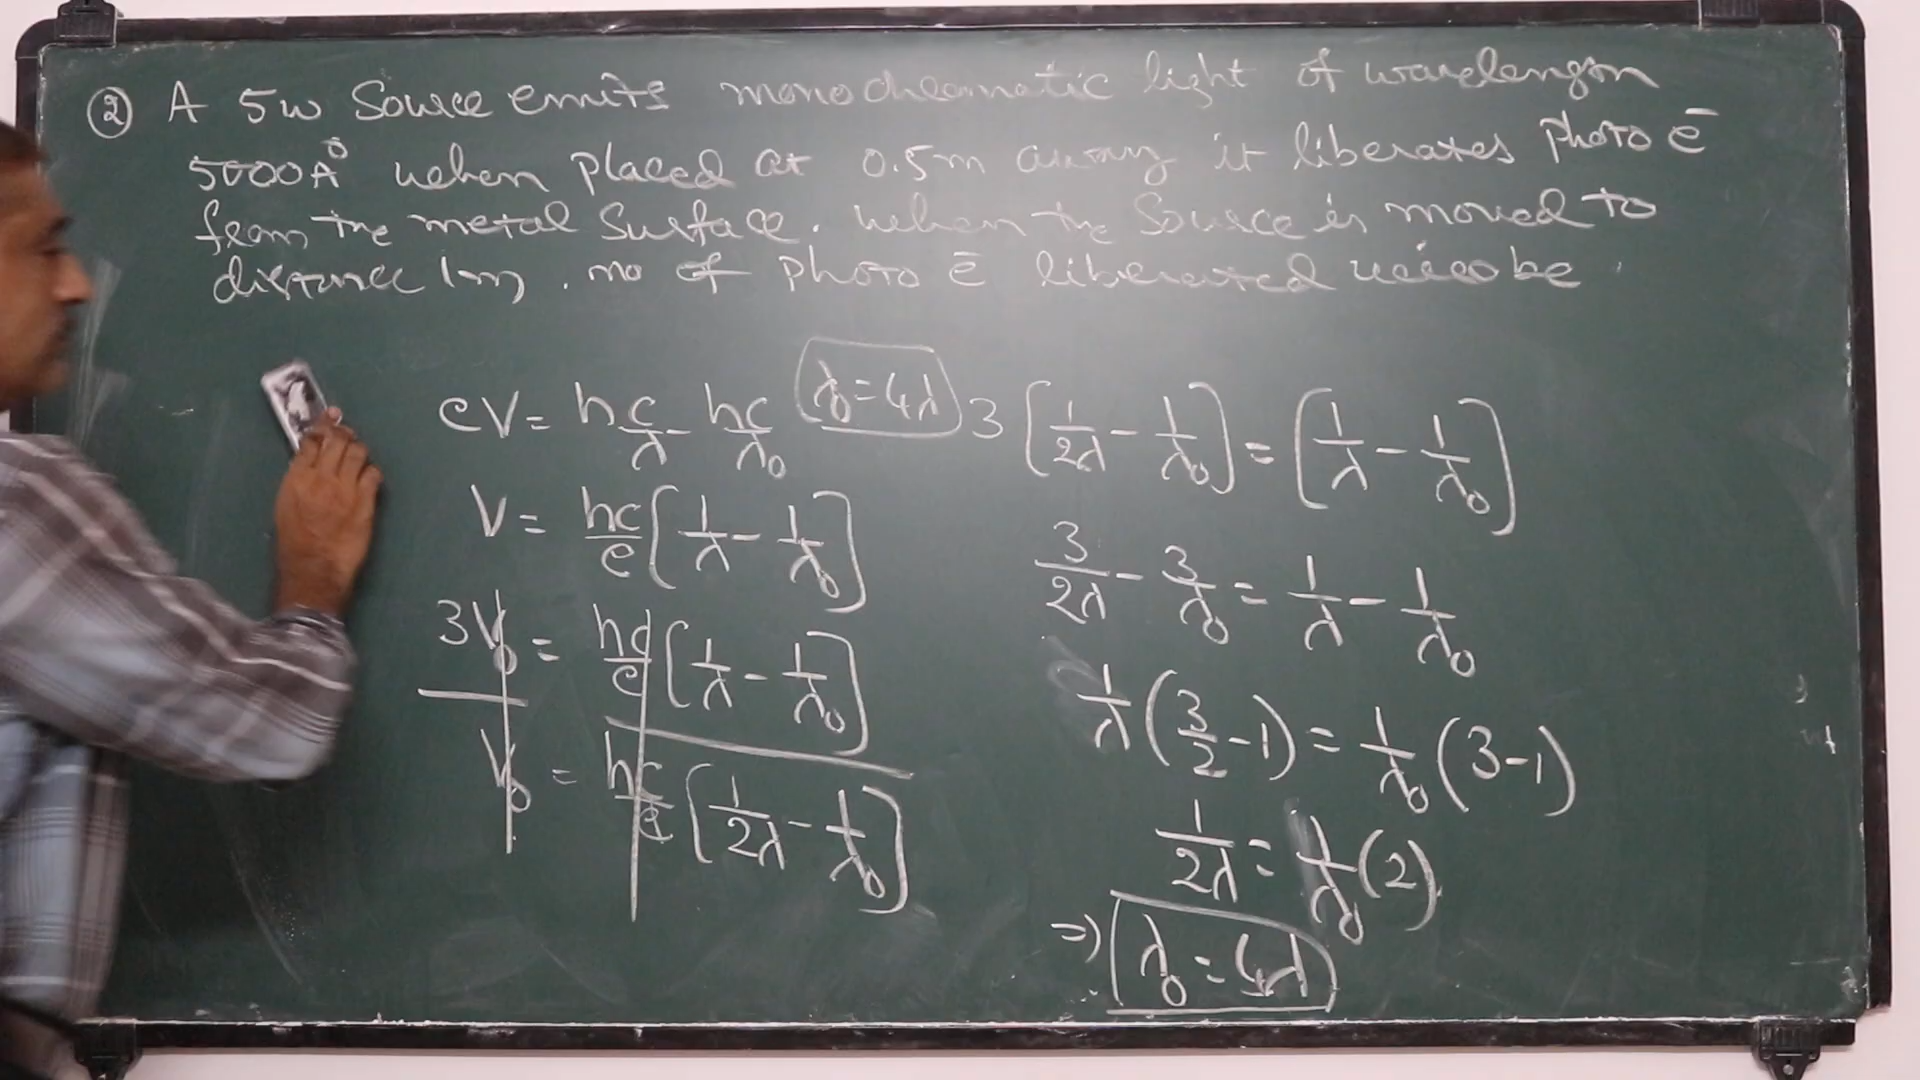 ② A 5w Source emits monochromatic light of wavelength
5000A° when placed at 0.5m away it liberates photo ē
from the metal surface. when the source is moved to
distance 1m, no of photo ē liberated will be
eV = hc/λ - hc/λ₀
λ₀ = 4λ
V = hc/e [1/λ - 1/λ₀]
3V₀ = hc/e [1/λ - 1/λ₀]
V₀ = hc/e [1/2λ - 1/λ₀]
3 [1/2λ - 1/λ₀] = [1/λ - 1/λ₀]
3/2λ - 3/λ₀ = 1/λ - 1/λ₀
1/λ (3/2 - 1) = 1/λ₀ (3-1)
1/2λ = 1/λ₀ (2)
⇒ λ₀ = 4λ